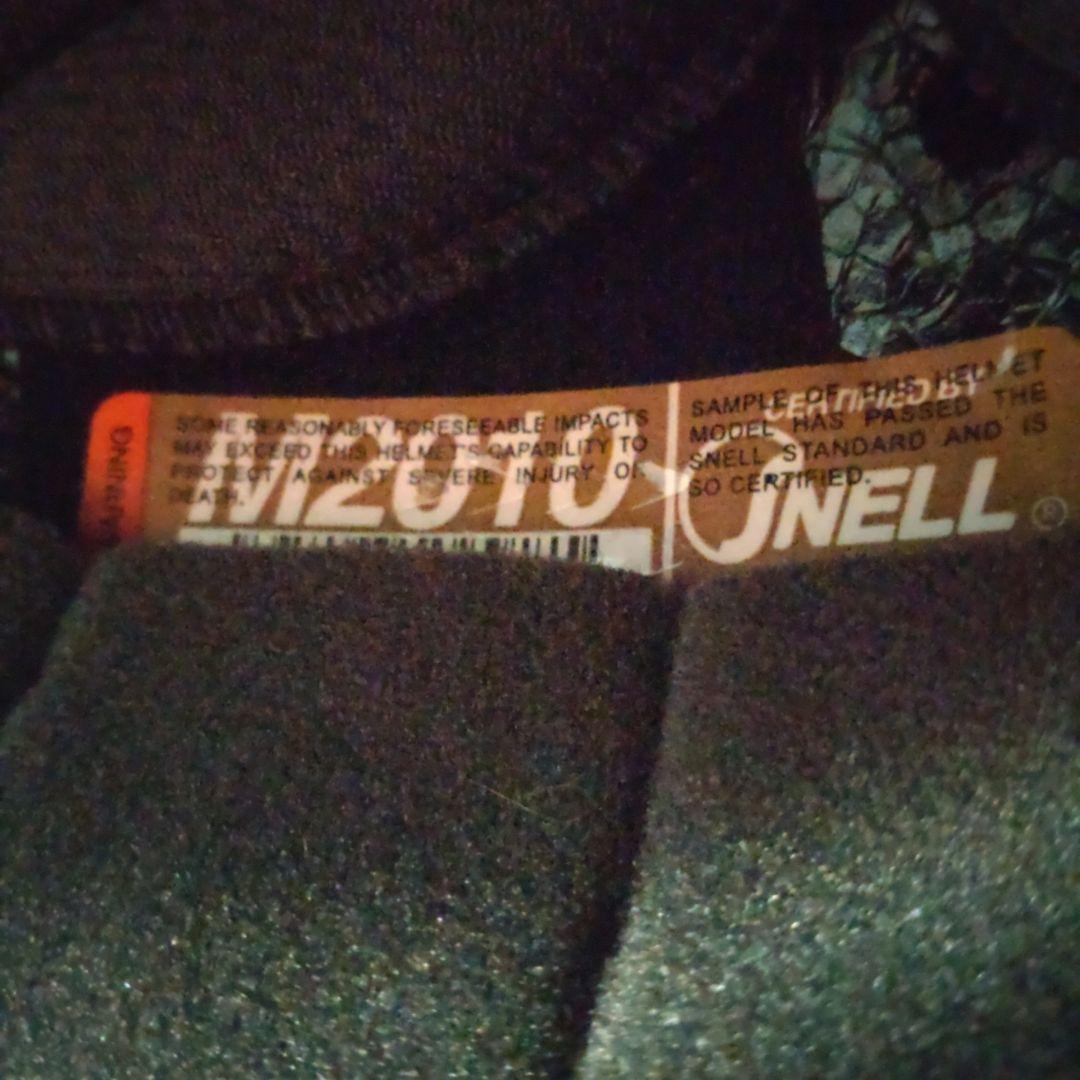 WARNING
SOME REASONABLY FORESEEABLE IMPACTS
MAY EXCEED THIS HELMET'S CAPABILITY TO
PROTECT AGAINST SEVERE INJURY OR
DEATH.
M2010
SAMPLE OF THIS HELMET
MODEL HAS PASSED THE
SNELL STANDARD AND IS
SO CERTIFIED.
CERTIFIED BY
SNELL ®